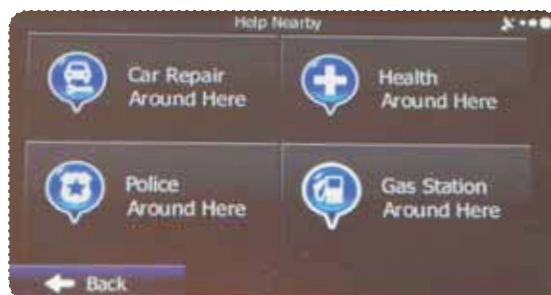 Help Nearby
Car Repair
Around Here
Health
Around Here
Police
Around Here
Gas Station
Around Here
Back